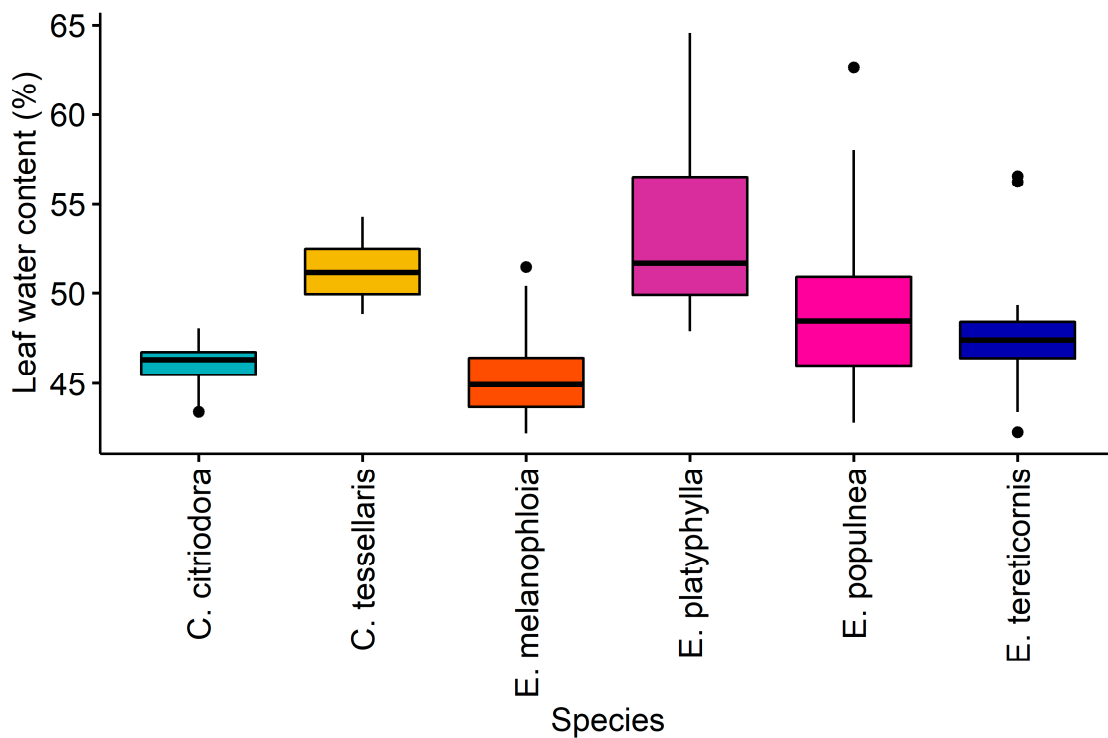 Leaf water content (%)
65
60
55
50
45
C. citriodora
C. tessellaris
E. melanophloia
E. platyphylla
E. populnea
E. tereticornis
Species